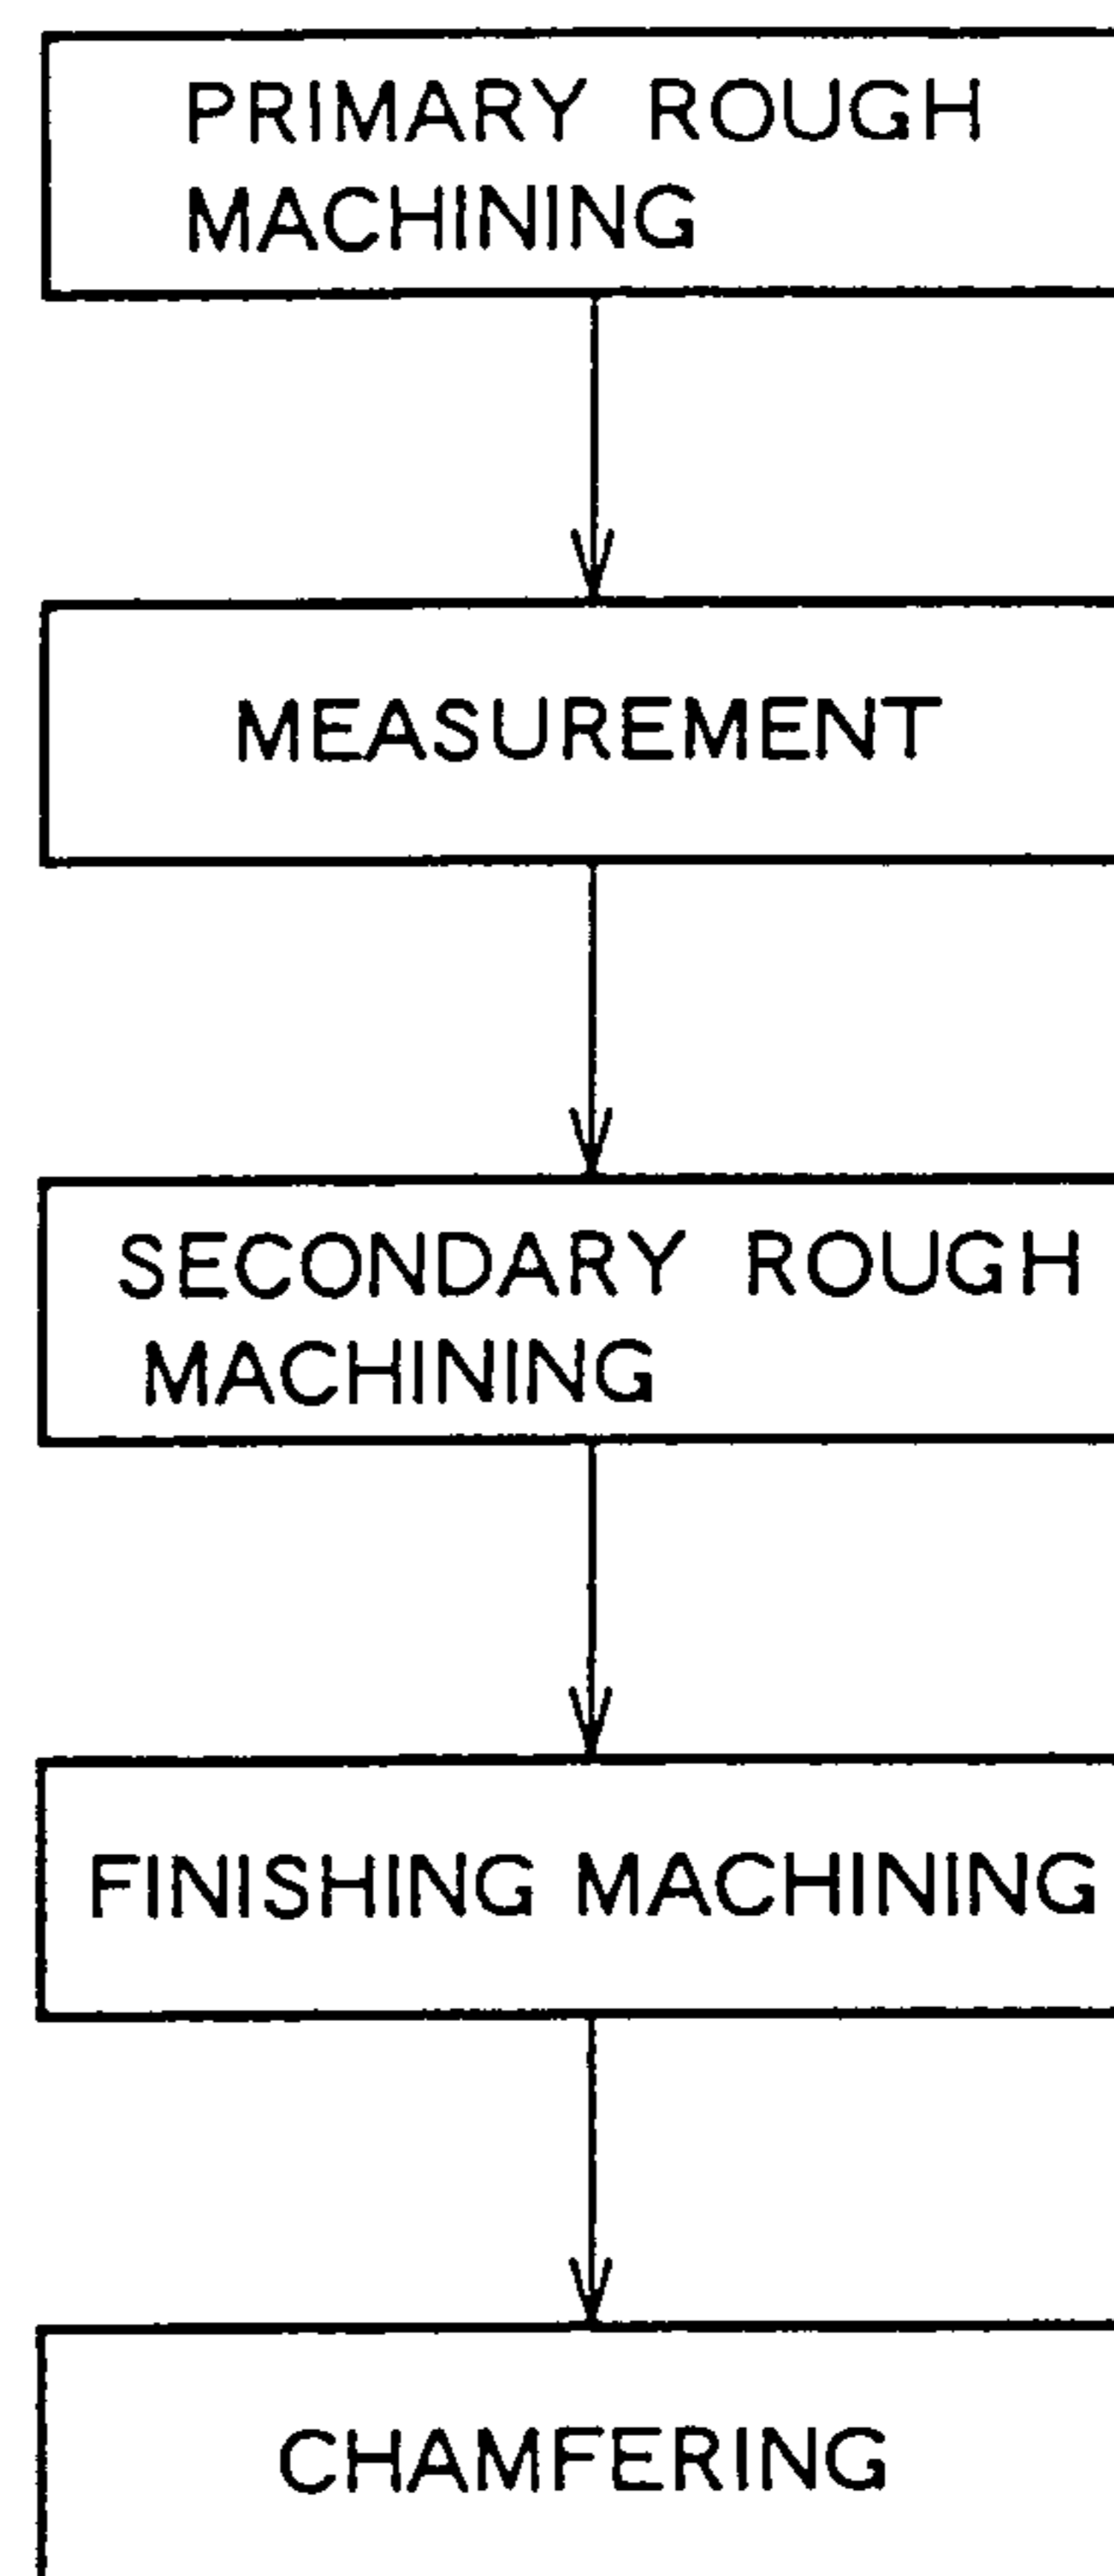 PRIMARY ROUGH
MACHINING
MEASUREMENT
SECONDARY ROUGH
MACHINING
FINISHING MACHINING
CHAMFERING